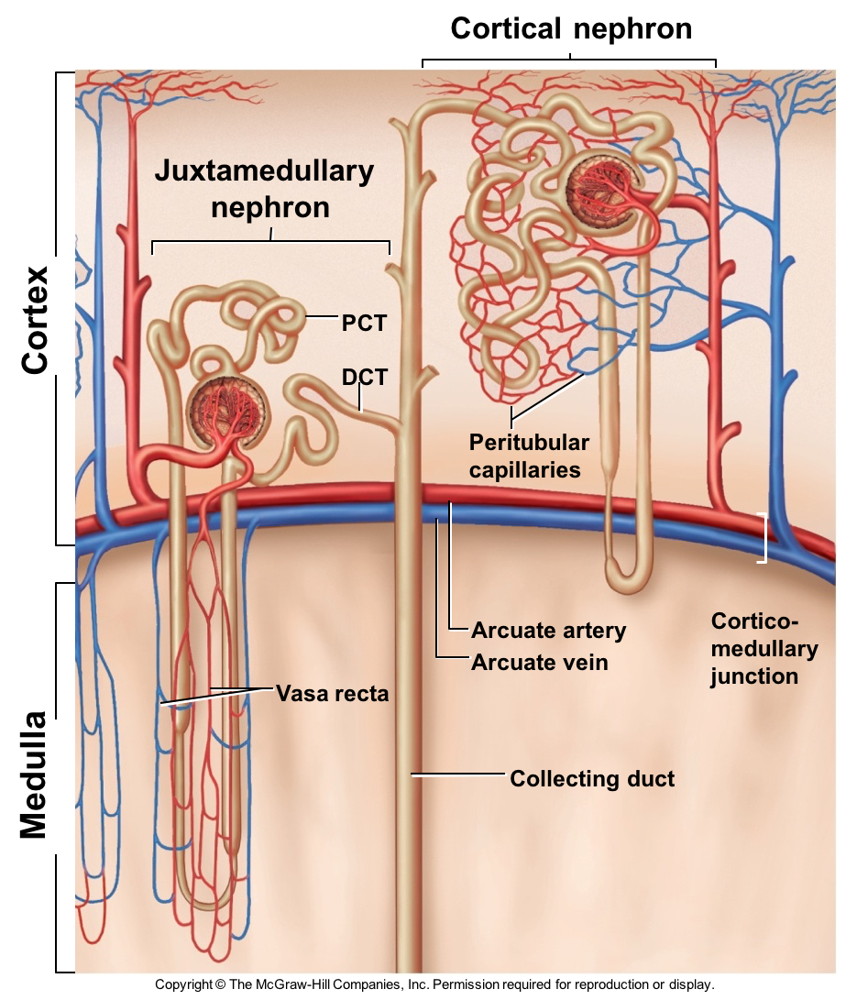 Cortical nephron
Juxtamedullary
nephron
Cortex
PCT
DCT
Peritubular
capillaries
Arcuate artery
Arcuate vein
Cortico-
medullary
junction
Vasa recta
Medulla
Collecting duct
Copyright © The McGraw-Hill Companies, Inc. Permission required for reproduction or display.